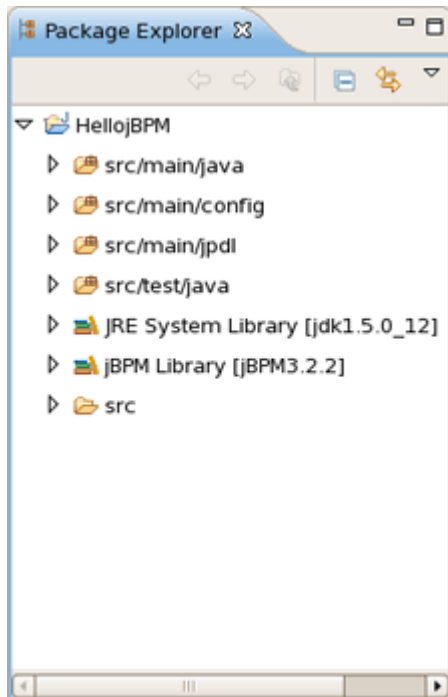 Package Explorer
HellojBPM
src/main/java
src/main/config
src/main/jpdl
src/test/java
JRE System Library [jdk1.5.0_12]
jBPM Library [jBPM3.2.2]
src